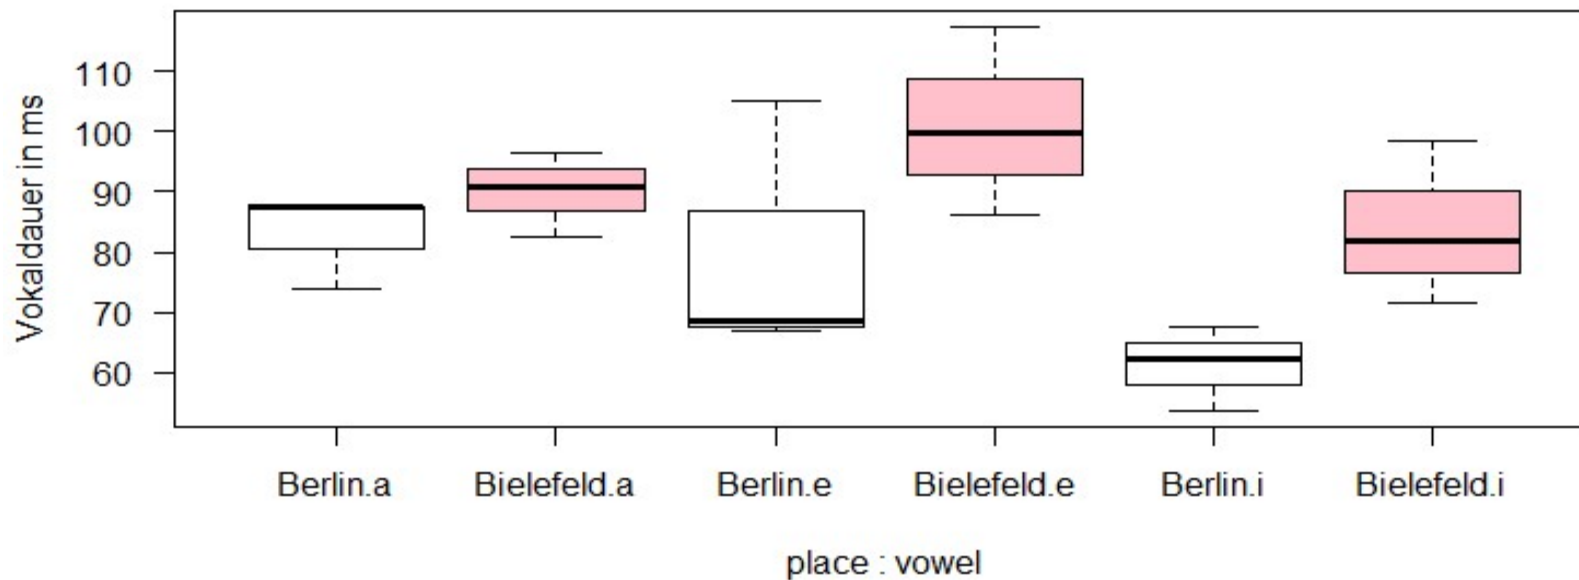 Vokaldauer in ms
110
100
90
80
70
60
Berlin.a Bielefeld.a Berlin.e Bielefeld.e Berlin.i Bielefeld.i
place : vowel